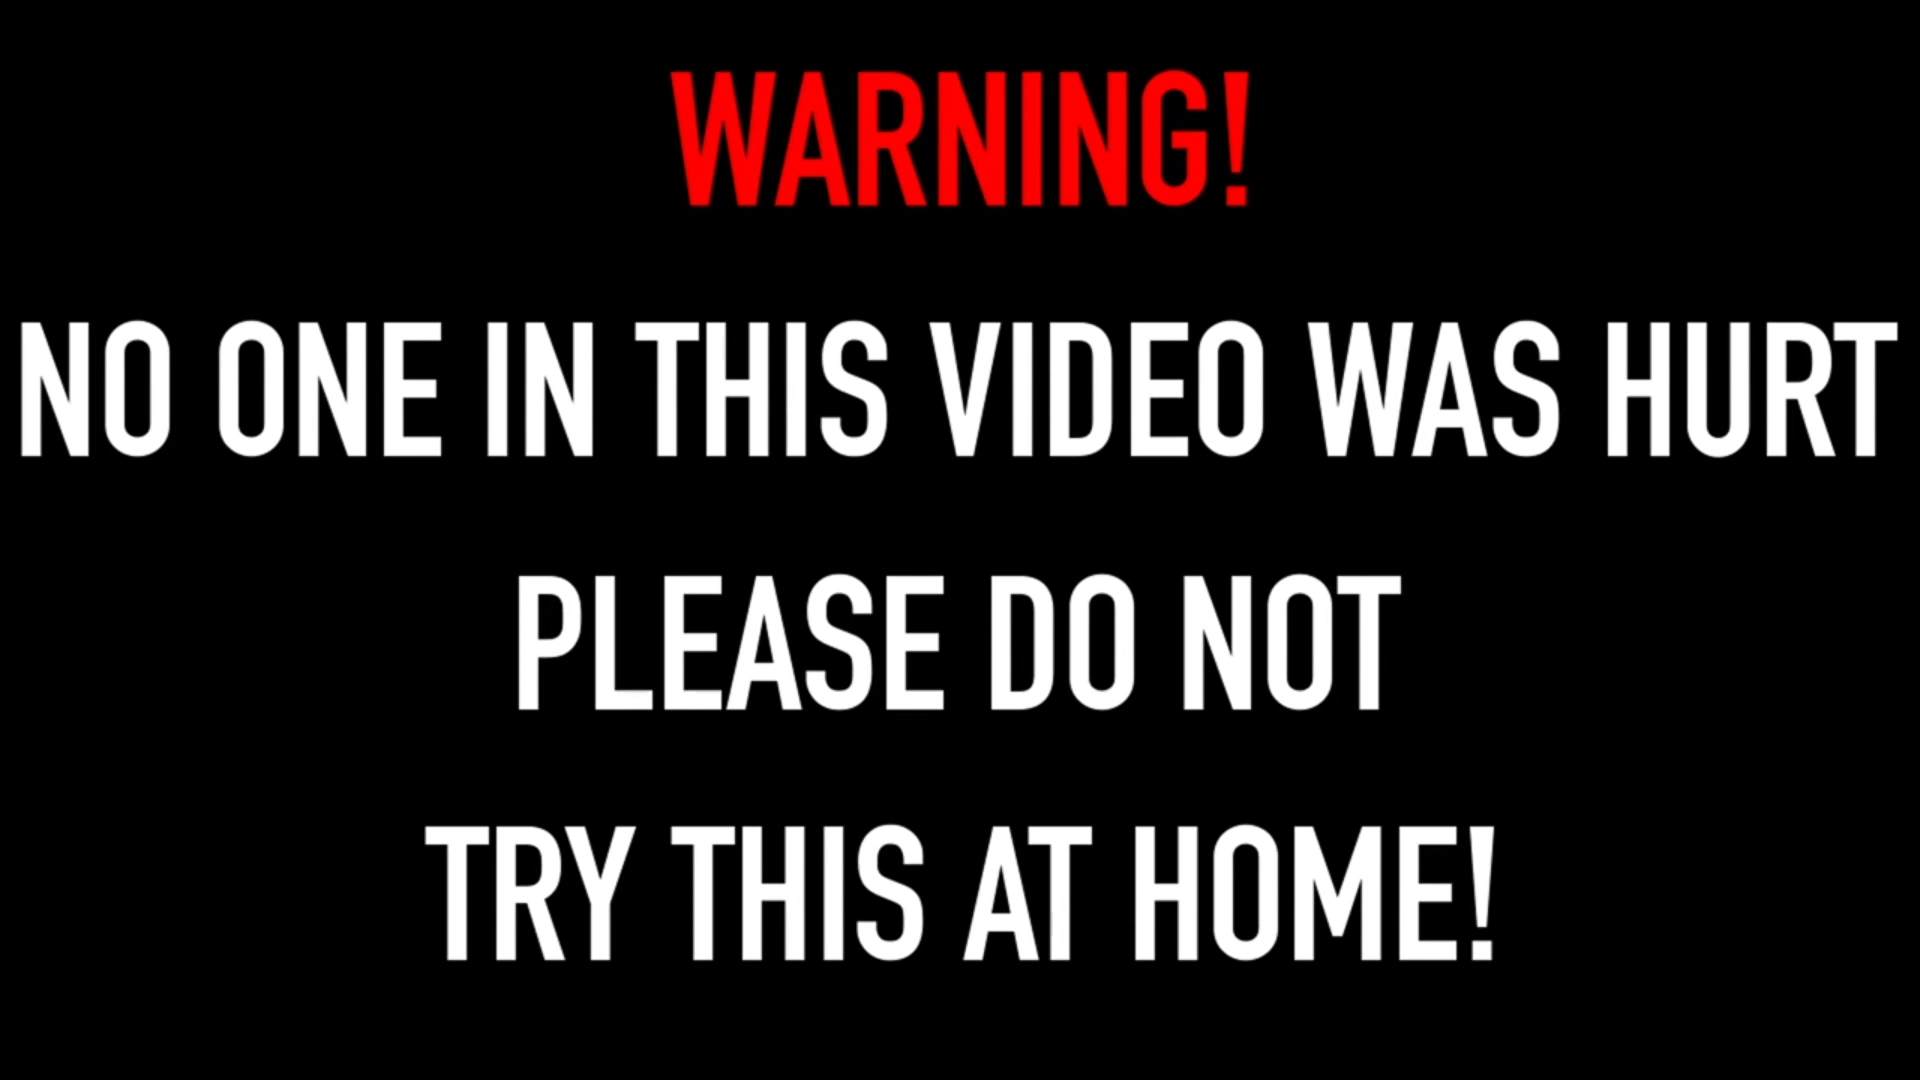 WARNING!
NO ONE IN THIS VIDEO WAS HURT
PLEASE DO NOT
TRY THIS AT HOME!